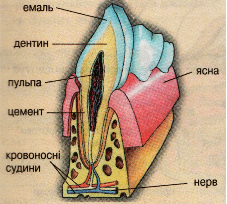 емаль
дентин
пульпа
цемент
кровоносні
судини
ясна
нерв